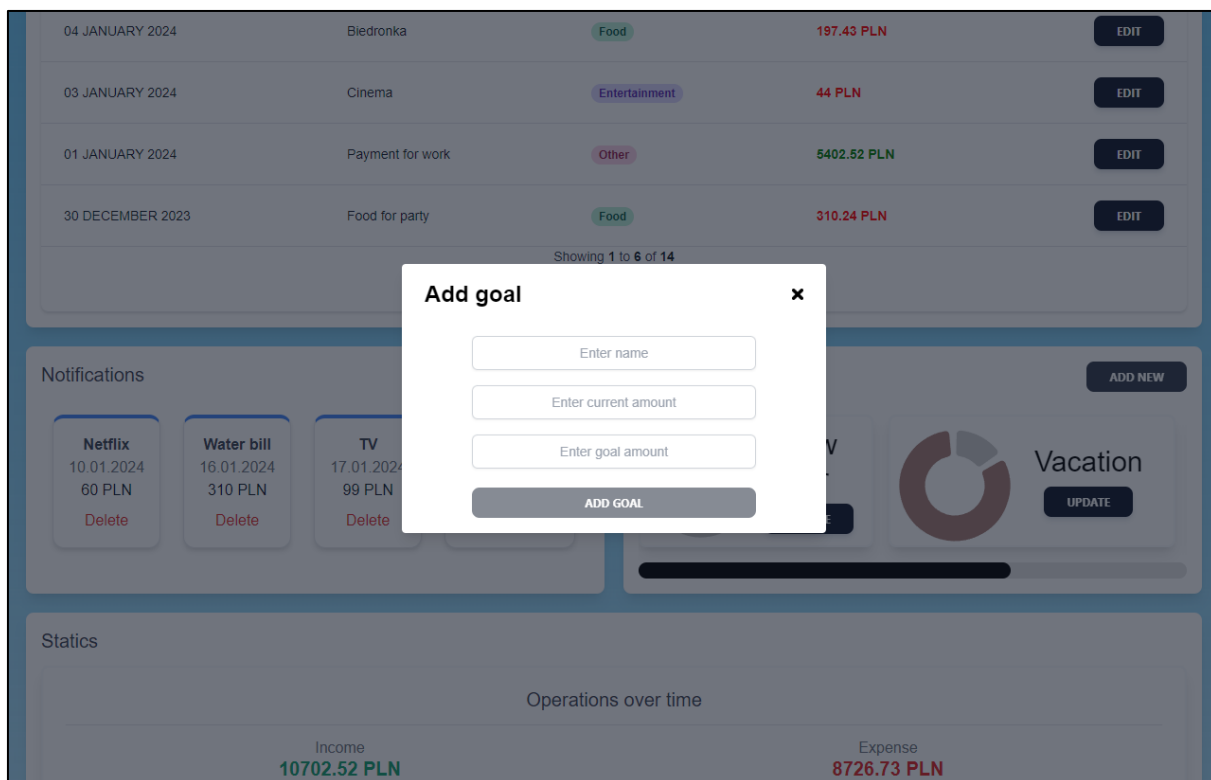 04 JANUARY 2024 Biedronka Food 197.43 PLN EDIT
03 JANUARY 2024 Cinema Entertainment 44 PLN EDIT
01 JANUARY 2024 Payment for work Other 5402.52 PLN EDIT
30 DECEMBER 2023 Food for party Food 310.24 PLN EDIT
Showing 1 to 6 of 14
Add goal
Enter name
Enter current amount
Enter goal amount
ADD GOAL
Notifications
Netflix
10.01.2024
60 PLN
Delete
Water bill
16.01.2024
310 PLN
Delete
TV
17.01.2024
99 PLN
Delete
ADD NEW
Vacation
UPDATE
Statics
Operations over time
Income
10702.52 PLN
Expense
8726.73 PLN